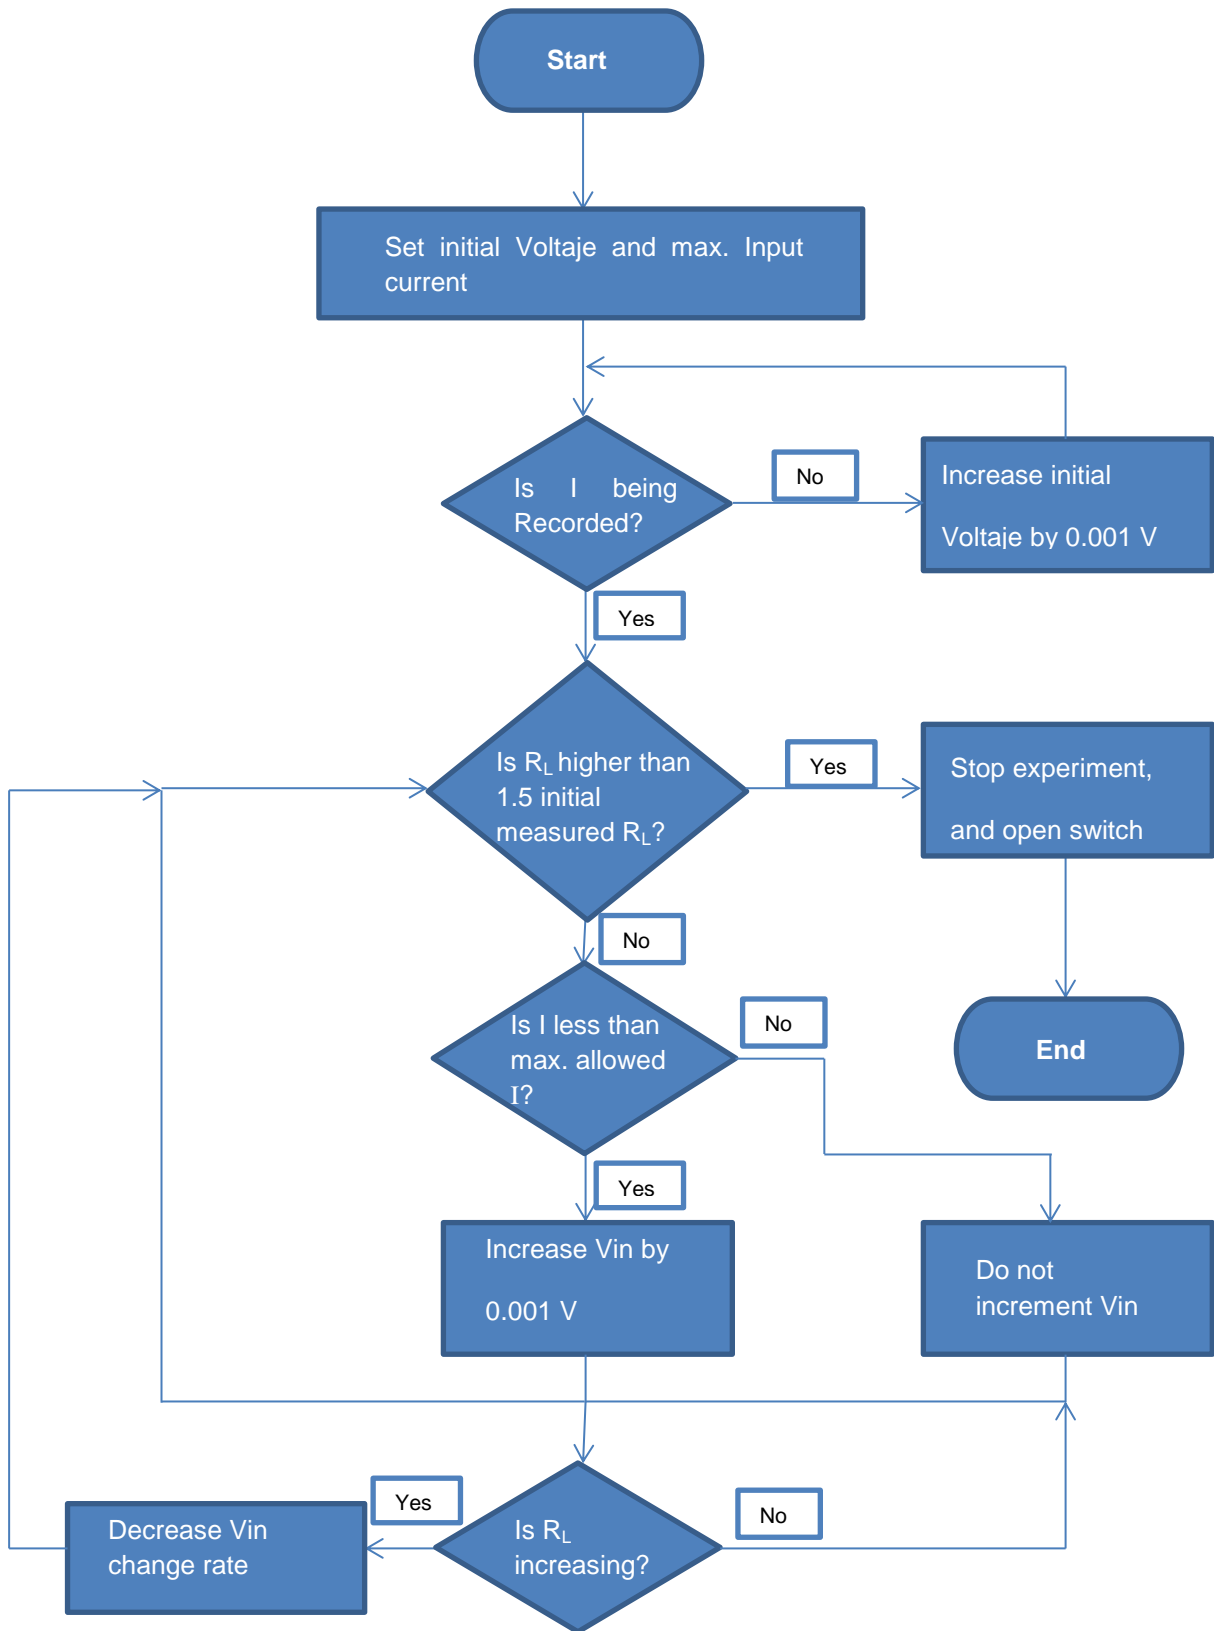 Start
Set initial Voltaje and max. Input
current
Is I being
Recorded?
No
Increase initial
Voltaje by 0.001 V
Yes
Is RL higher than
1.5 initial
measured RL?
Yes
Stop experiment,
and open switch
No
Is I less than
max. allowed
I?
No
End
Yes
Increase Vin by
0.001 V
Do not
increment Vin
Yes
Decrease Vin
change rate
Is RL
increasing?
No